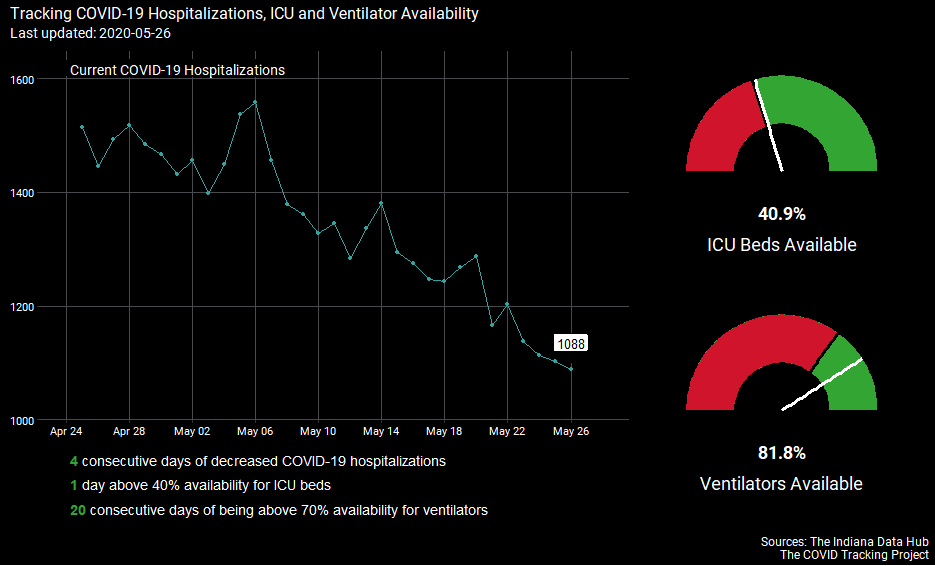 Tracking COVID-19 Hospitalizations, ICU and Ventilator Availability
Last updated: 2020-05-26
Current COVID-19 Hospitalizations
1600
1400
1200
1000
1088
Apr 24 Apr 28 May 02 May 06 May 10 May 14 May 18 May 22 May 26
4 consecutive days of decreased COVID-19 hospitalizations
1 day above 40% availability for ICU beds
20 consecutive days of being above 70% availability for ventilators
40.9%
ICU Beds Available
81.8%
Ventilators Available
Sources: The Indiana Data Hub
The COVID Tracking Project